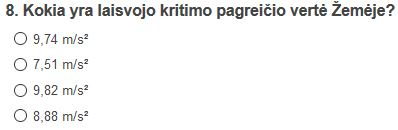 8. Kokia yra laisvojo kritimo pagreičio vertė Žemėje?
9,74 m/s²
7,51 m/s²
9,82 m/s²
8,88 m/s²